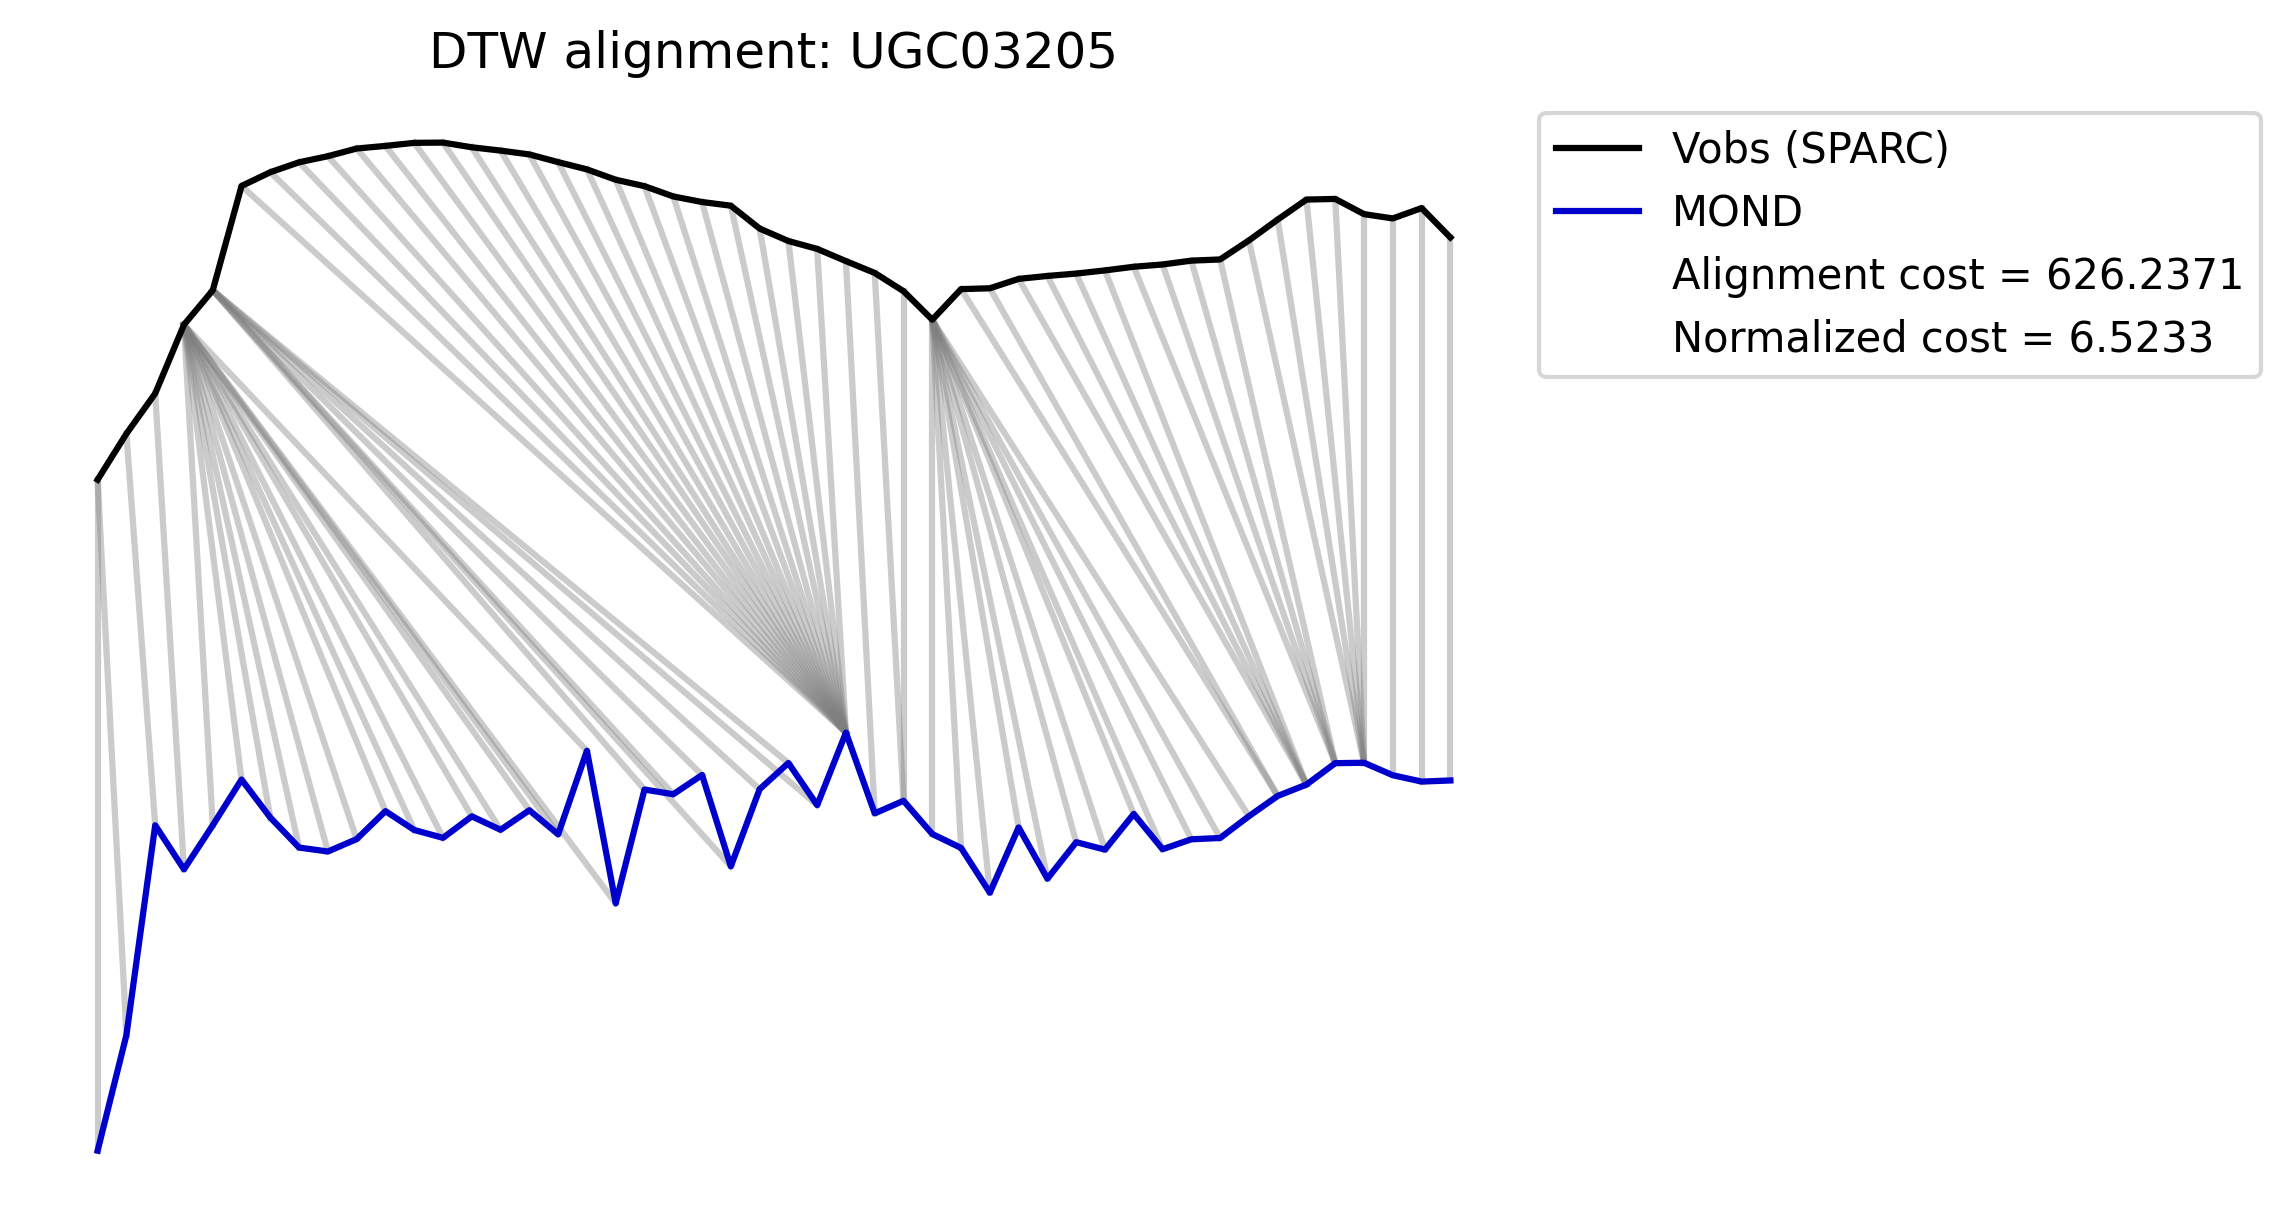 DTW alignment: UGC03205
Vobs (SPARC)
MOND
Alignment cost = 626.2371
Normalized cost = 6.5233